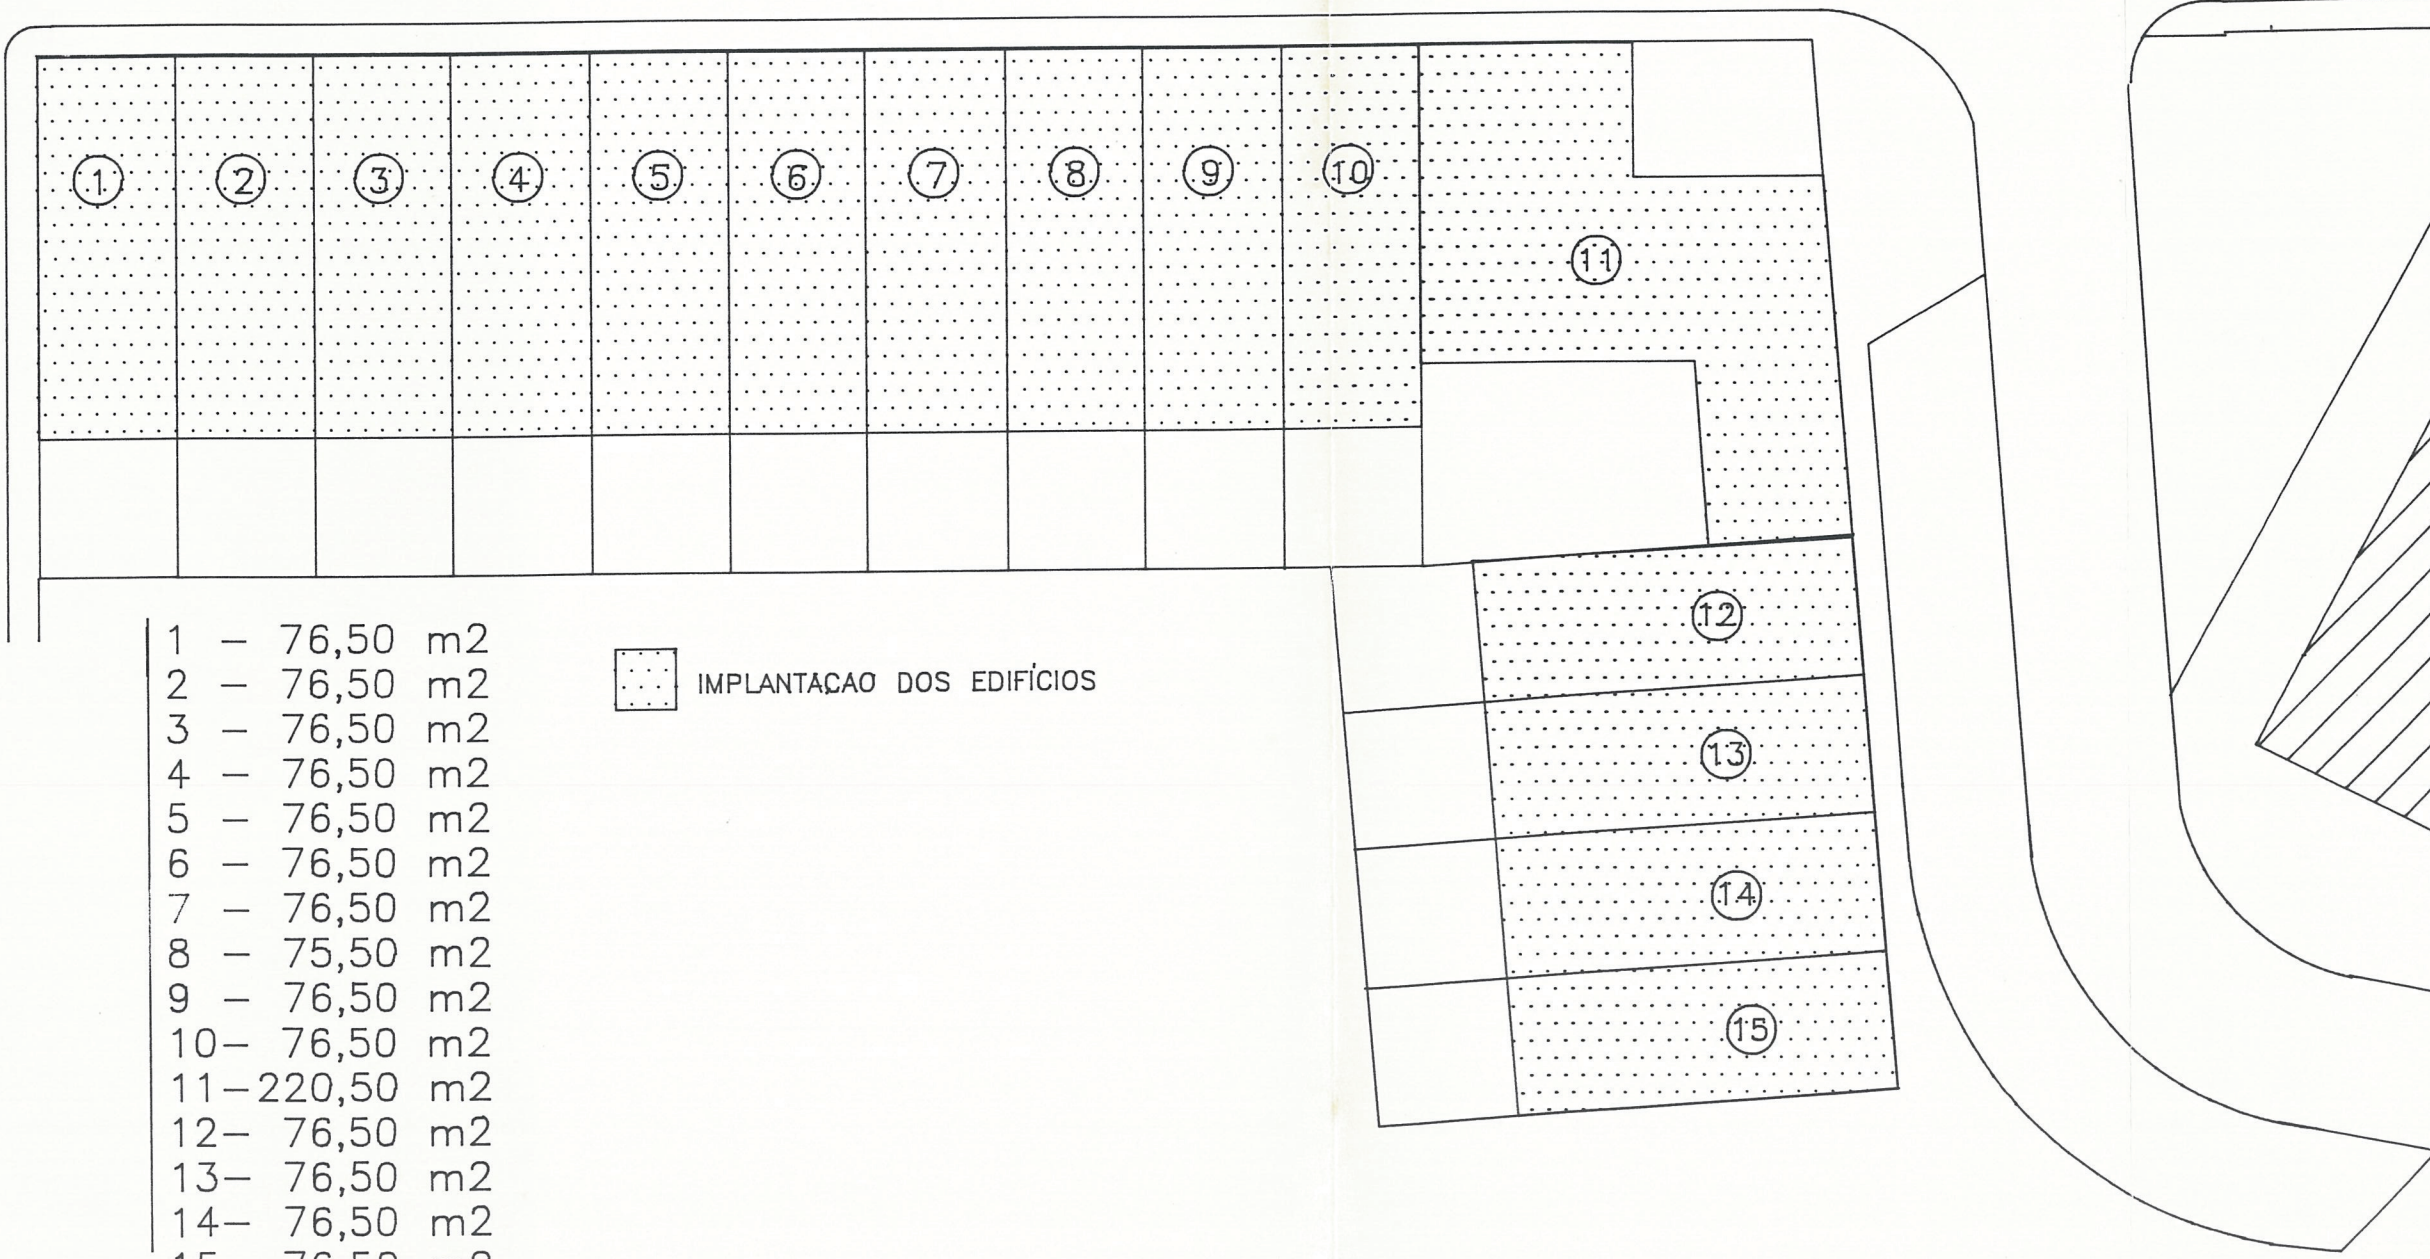 1
2
3
4
5
6
7
8
9
10
11
12
13
14
15
1 - 76,50 m2
2 - 76,50 m2
3 - 76,50 m2
4 - 76,50 m2
5 - 76,50 m2
6 - 76,50 m2
7 - 76,50 m2
8 - 75,50 m2
9 - 76,50 m2
10- 76,50 m2
11-220,50 m2
12- 76,50 m2
13- 76,50 m2
14- 76,50 m2
IMPLANTAÇAO DOS EDIFÍCIOS